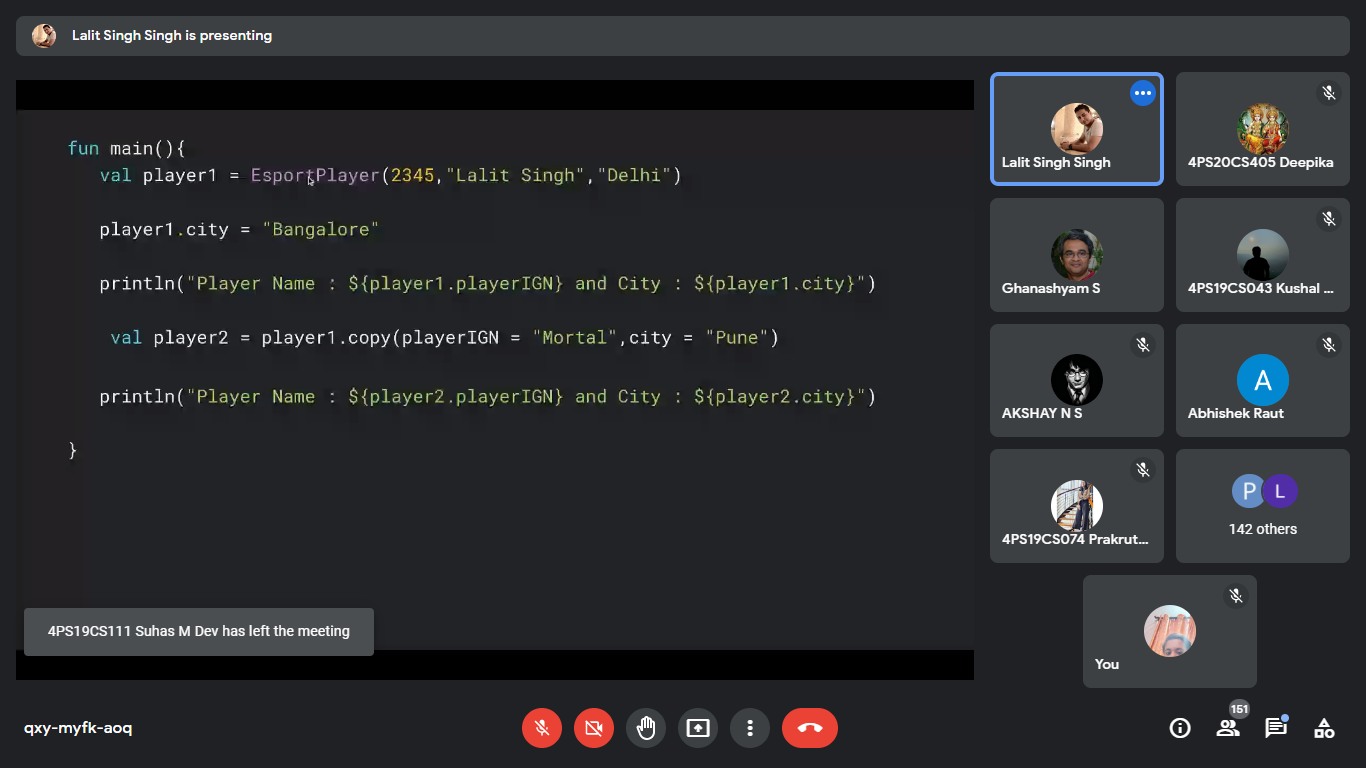 Lalit Singh Singh is presenting
fun main(){
val player1 = EsportPlayer(2345,"Lalit Singh","Delhi")
player1.city = "Bangalore"
println("Player Name : ${player1.playerIGN} and City : ${player1.city}")
val player2 = player1.copy(playerIGN = "Mortal",city = "Pune")
println("Player Name : ${player2.playerIGN} and City : ${player2.city}")
}
4PS19CS111 Suhas M Dev has left the meeting
Lalit Singh Singh
4PS20CS405 Deepika
Ghanashyam S
4PS19CS043 Kushal ...
AKSHAY N S
A
Abhishek Raut
4PS19CS074 Prakrut...
P L
142 others
You
qxy-myfk-aoq
151